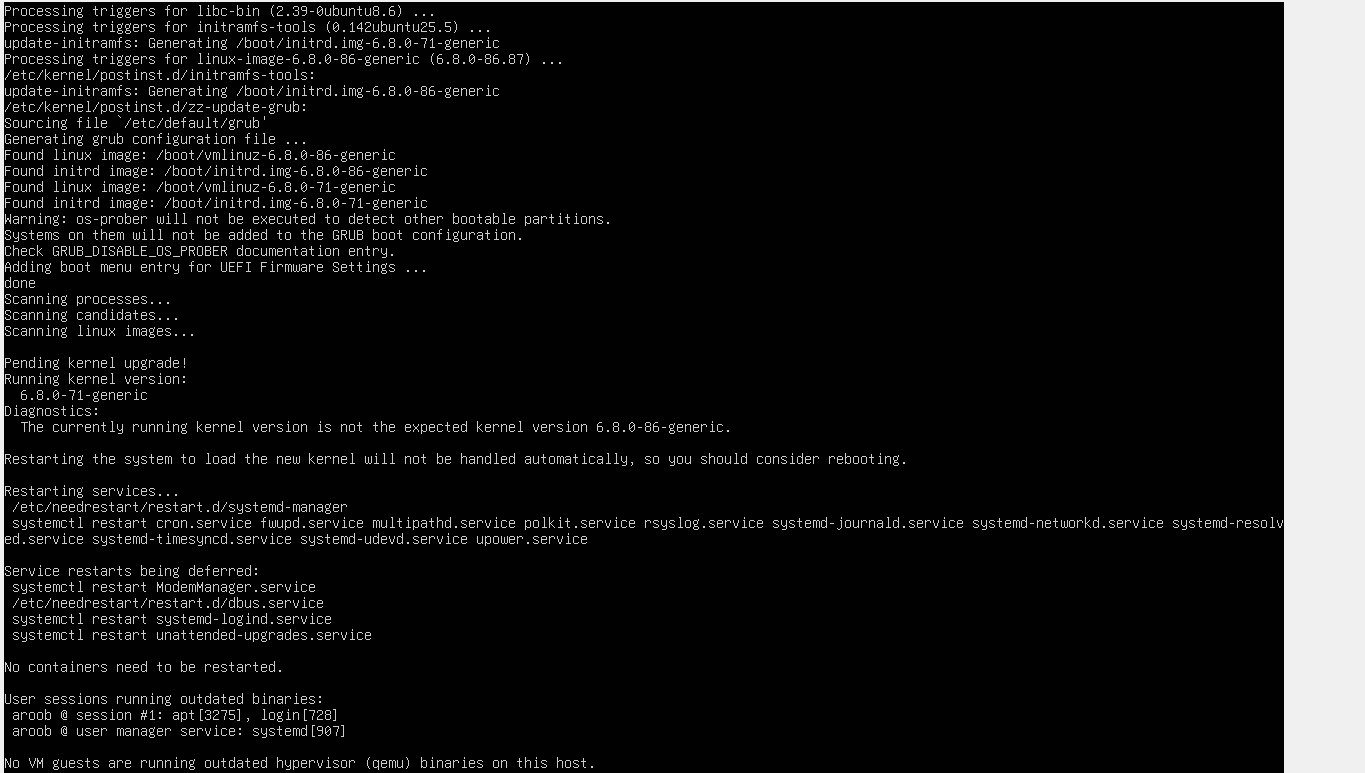 Processing triggers for libc-bin (2.39-0ubuntu8.6) ...
Processing triggers for initramfs-tools (0.142ubuntu25.5) ...
update-initramfs: Generating /boot/initrd.img-6.8.0-71-generic
Processing triggers for linux-image-6.8.0-86-generic (6.8.0-86.87) ...
/etc/kernel/postinst.d/initramfs-tools:
update-initramfs: Generating /boot/initrd.img-6.8.0-86-generic
/etc/kernel/postinst.d/zz-update-grub:
Sourcing file `/etc/default/grub'
Generating grub configuration file ...
Found linux image: /boot/vmlinuz-6.8.0-86-generic
Found initrd image: /boot/initrd.img-6.8.0-86-generic
Found linux image: /boot/vmlinuz-6.8.0-71-generic
Found initrd image: /boot/initrd.img-6.8.0-71-generic
Warning: os-prober will not be executed to detect other bootable partitions.
Systems on them will not be added to the GRUB boot configuration.
Check GRUB_DISABLE_OS_PROBER documentation entry.
Adding boot menu entry for UEFI Firmware Settings ...
done
Scanning processes...
Scanning candidates...
Scanning linux images...
Pending kernel upgrade!
Running kernel version:
  6.8.0-71-generic
Diagnostics:
  The currently running kernel version is not the expected kernel version 6.8.0-86-generic.
Restarting the system to load the new kernel will not be handled automatically, so you should consider rebooting.
Restarting services...
 /etc/needrestart/restart.d/systemd-manager
 systemctl restart cron.service fwupd.service multipathd.service polkit.service rsyslog.service systemd-journald.service systemd-networkd.service systemd-resolv
ed.service systemd-timesyncd.service systemd-udevd.service upower.service
Service restarts being deferred:
 systemctl restart ModemManager.service
 /etc/needrestart/restart.d/dbus.service
 systemctl restart systemd-logind.service
 systemctl restart unattended-upgrades.service
No containers need to be restarted.
User sessions running outdated binaries:
 aroob @ session #1: apt[3275], login[728]
 aroob @ user manager service: systemd[907]
No VM guests are running outdated hypervisor (qemu) binaries on this host.